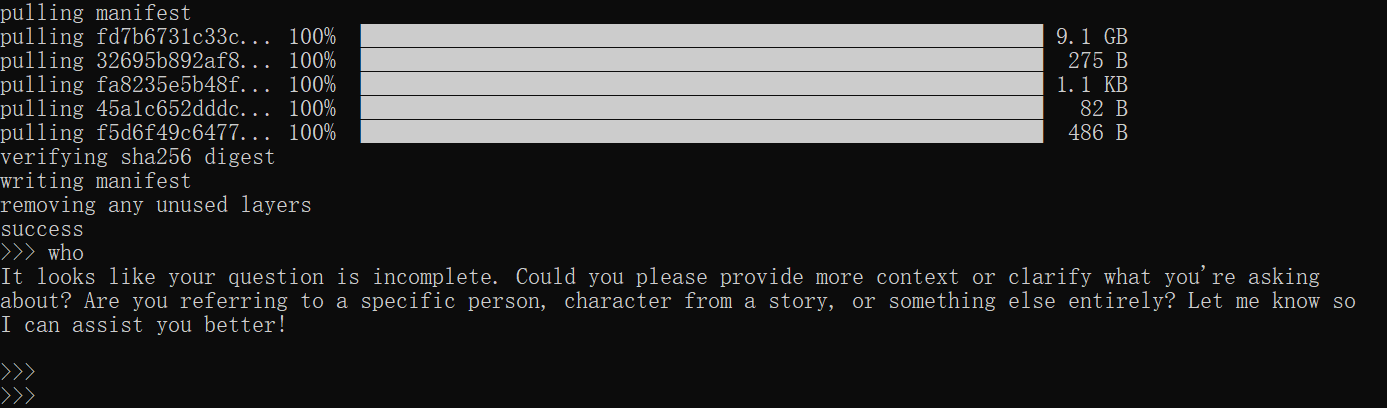 pulling manifest
pulling fd7b6731c33c... 100% 9.1 GB
pulling 32695b892af8... 100% 275 B
pulling fa8235e5b48f... 100% 1.1 KB
pulling 45a1c652dddc... 100% 82 B
pulling f5d6f49c6477... 100% 486 B
verifying sha256 digest
writing manifest
removing any unused layers
success
>>> who
It looks like your question is incomplete. Could you please provide more context or clarify what you're asking
about? Are you referring to a specific person, character from a story, or something else entirely? Let me know so
I can assist you better!
>>>
>>>